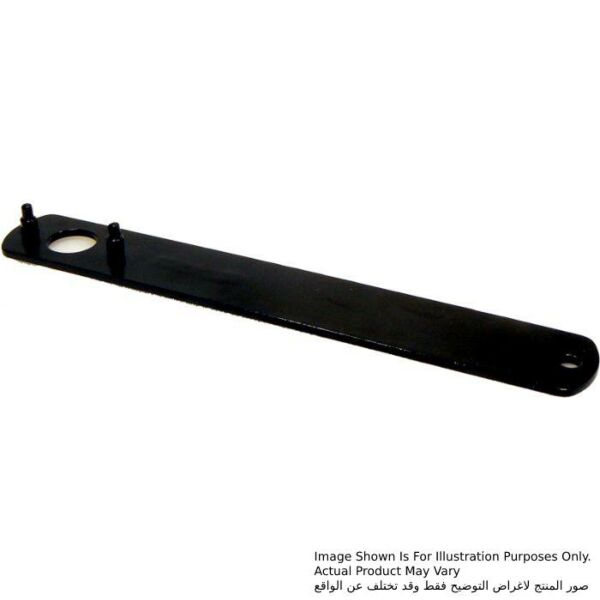 Image Shown Is For Illustration Purposes Only.
Actual Product May Vary
صور المنتج لاغراض التوضيح فقط وقد تختلف عن الواقع